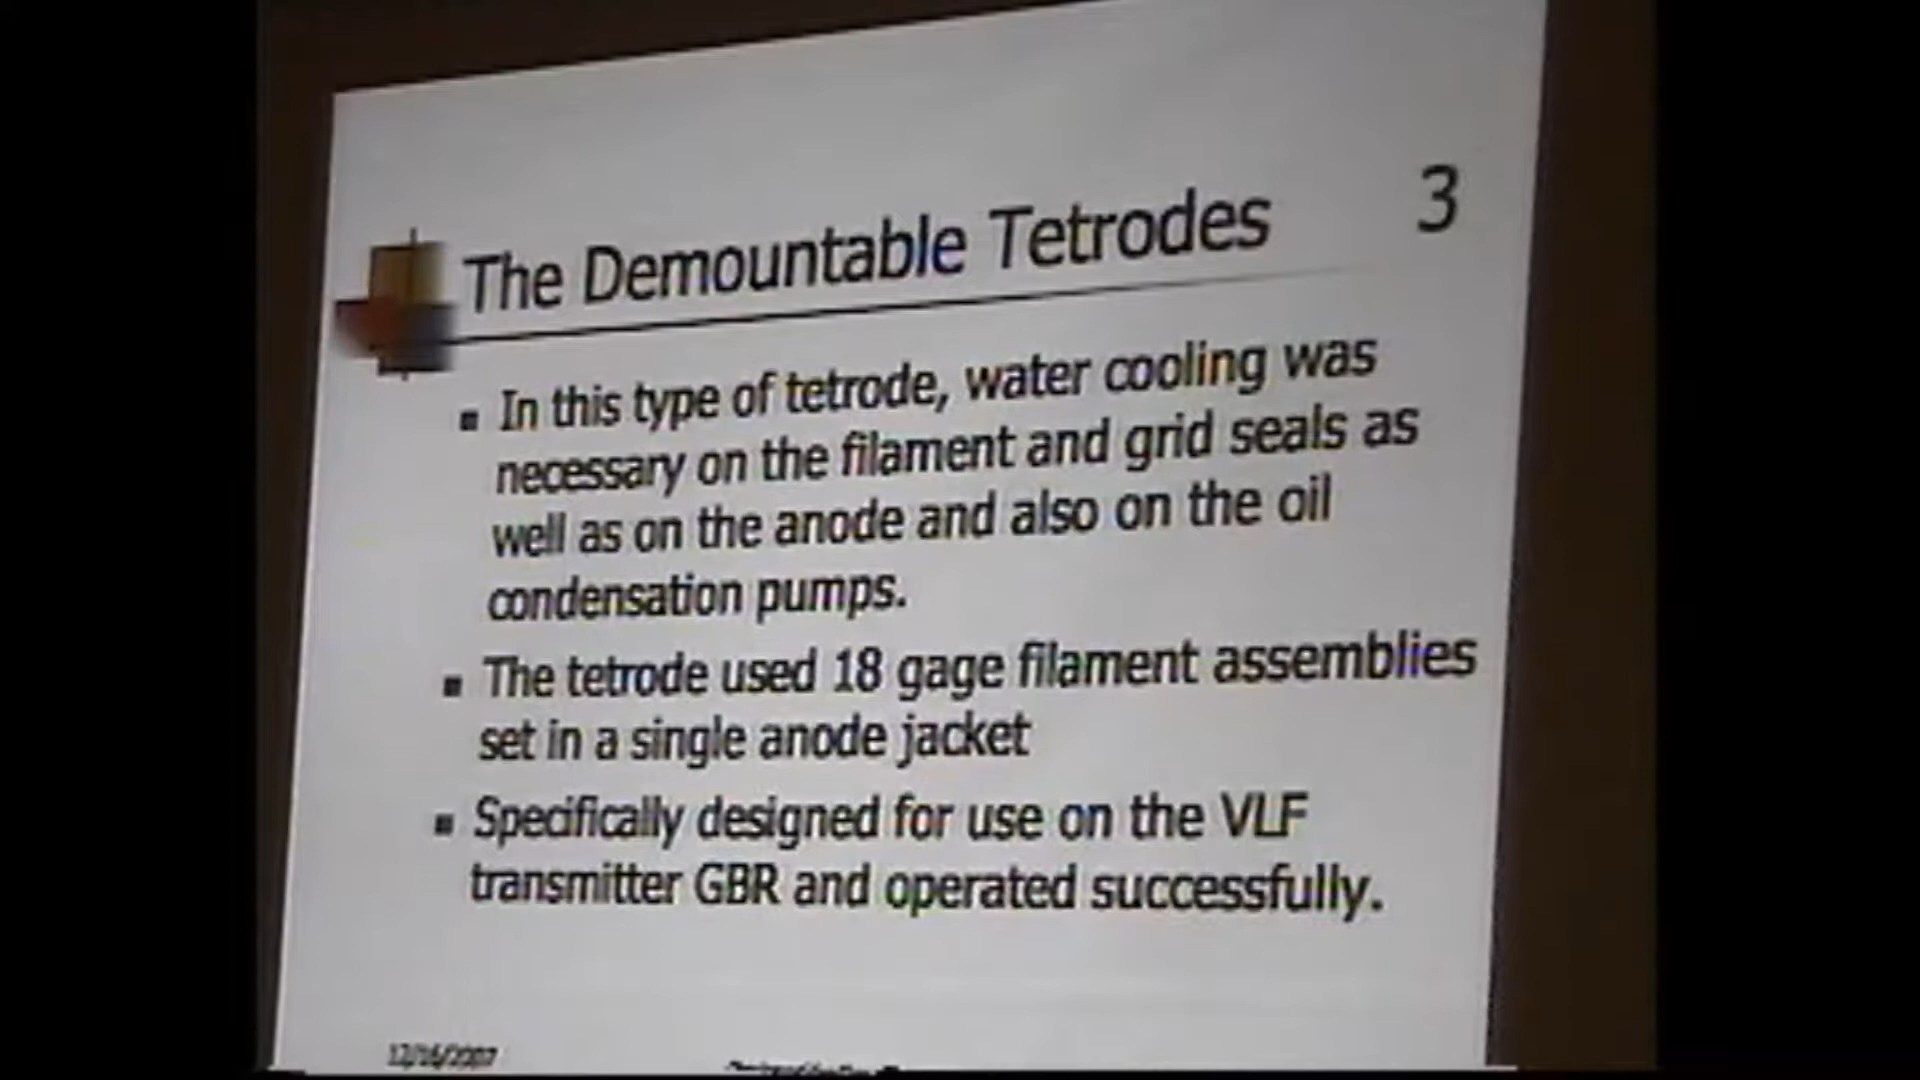 The Demountable Tetrodes 3
▪ In this type of tetrode, water cooling was
necessary on the filament and grid seals as
well as on the anode and also on the oil
condensation pumps.
▪ The tetrode used 18 gage filament assemblies
set in a single anode jacket
▪ Specifically designed for use on the VLF
transmitter GBR and operated successfully.
12/16/2007